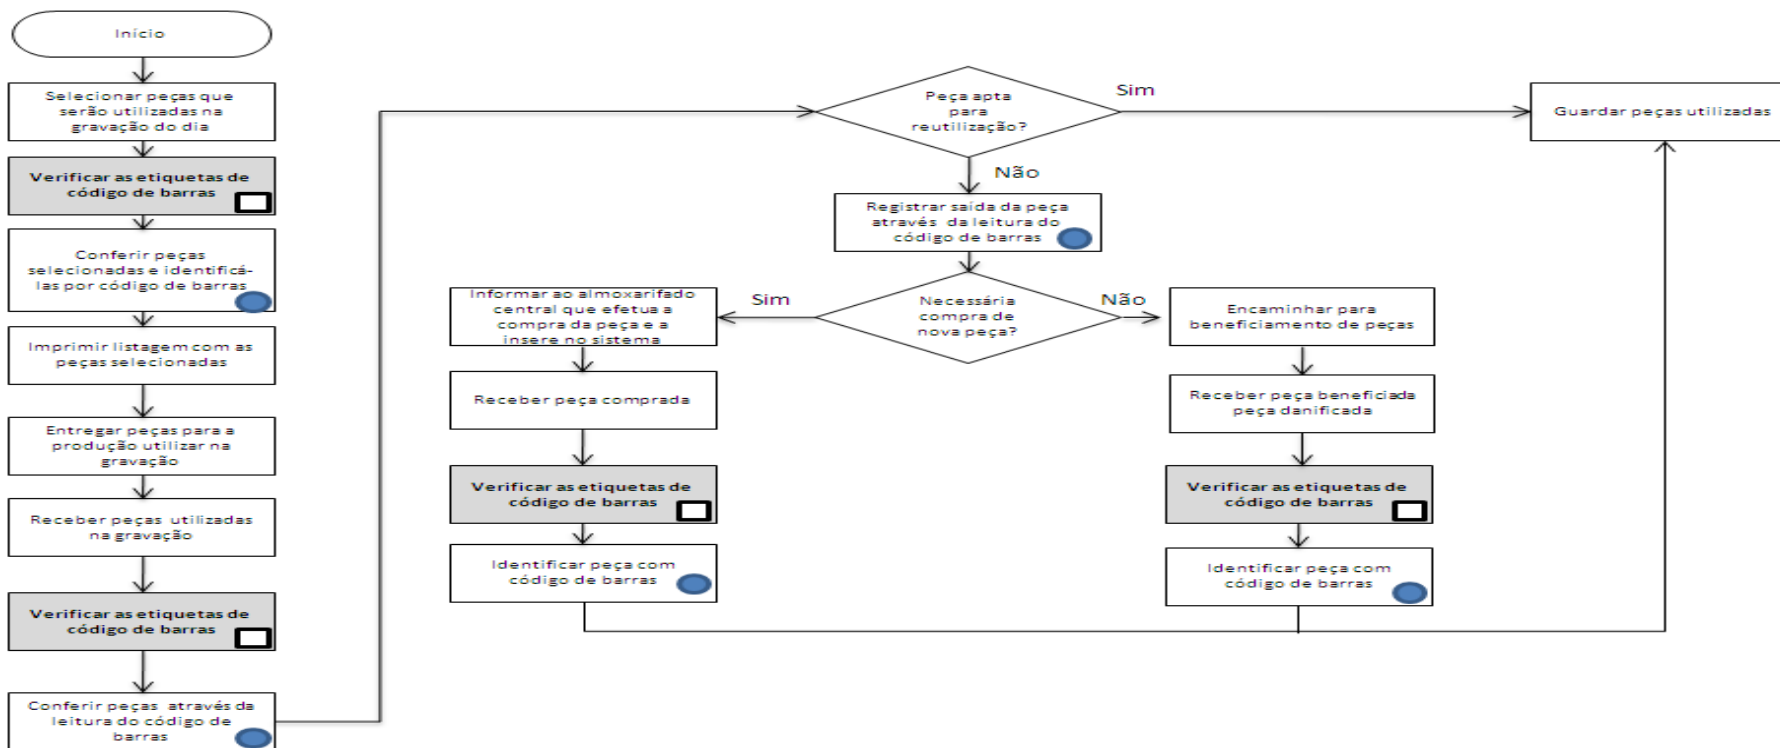 Início
Selecionar peças que
serão utilizadas na
gravação do dia
Verificar as etiquetas de
código de barras
Conferir peças
selecionadas e identificá-
las por código de barras
Imprimir listagem com as
peças selecionadas
Entregar peças para a
produção utilizar na
gravação
Receber peças utilizadas
na gravação
Verificar as etiquetas de
código de barras
Conferir peças através da
leitura do código de
barras
Peça apta
para
reutilização?
Sim
Guardar peças utilizadas
Não
Registrar saída da peça
através da leitura do
código de barras
Necessária
compra de
nova peça?
Sim
Informar ao almoxarifado
central que efetua a
compra da peça e a
insere no sistema
Receber peça comprada
Verificar as etiquetas de
código de barras
Identificar peça com
código de barras
Não
Encaminhar para
beneficiamento de peças
Receber peça beneficiada
peça danificada
Verificar as etiquetas de
código de barras
Identificar peça com
código de barras